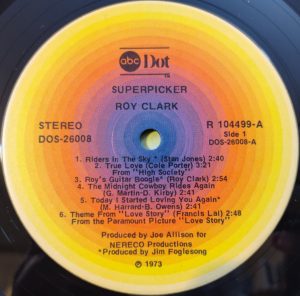 abc Dot
TM
SUPERPICKER
ROY CLARK
STEREO
DOS-26008
R 104499-A
Side 1
DOS-26008-A
1. Riders In The Sky * (Stan Jones) 2:40
2. True Love (Cole Porter) 3:21
From "High Society"
3. Roy's Guitar Boogie* (Roy Clark) 2:54
4. The Midnight Cowboy Rides Again
(G. Martin-D. Kirby) 2:41
5. Today I Started Loving You Again*
(M. Harrard-B. Owens) 2:41
6. Theme From "Love Story" (Francis Lai) 2:48
From the Paramount Picture "Love Story"
Produced by Joe Allison for
NERECO Productions
*Produced by Jim Foglesong
℗ 1973